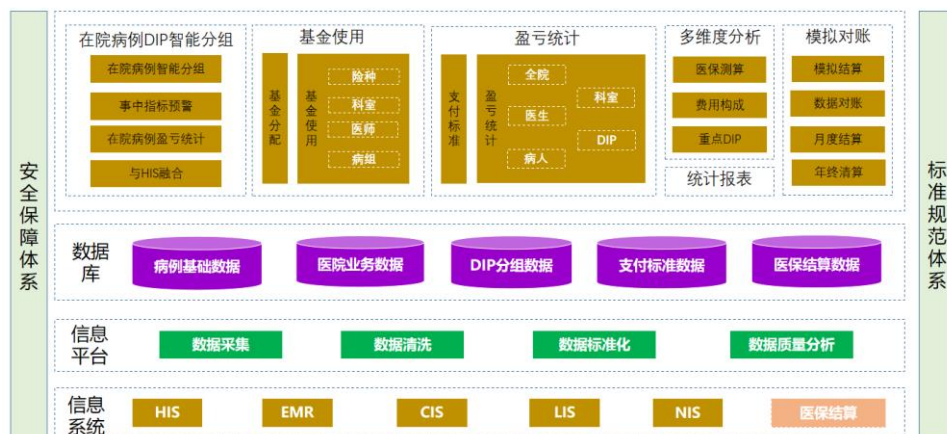 安全保障体系
在院病例DIP智能分组
在院病例智能分组
事中指标预警
在院病例盈亏统计
与HIS融合
基金使用
基金分配
基金使用
险种
科室
医师
病组
盈亏统计
支付标准
盈亏统计
全院
科室
医生
DIP
病人
多维度分析
医保测算
费用构成
重点DIP
统计报表
模拟对账
模拟结算
数据对账
月度结算
年终清算
标准规范体系
数据
库
病例基础数据
医院业务数据
DIP分组数据
支付标准数据
医保结算数据
信息
平台
数据采集
数据清洗
数据标准化
数据质量分析
信息
系统
HIS
EMR
CIS
LIS
NIS
医保结算